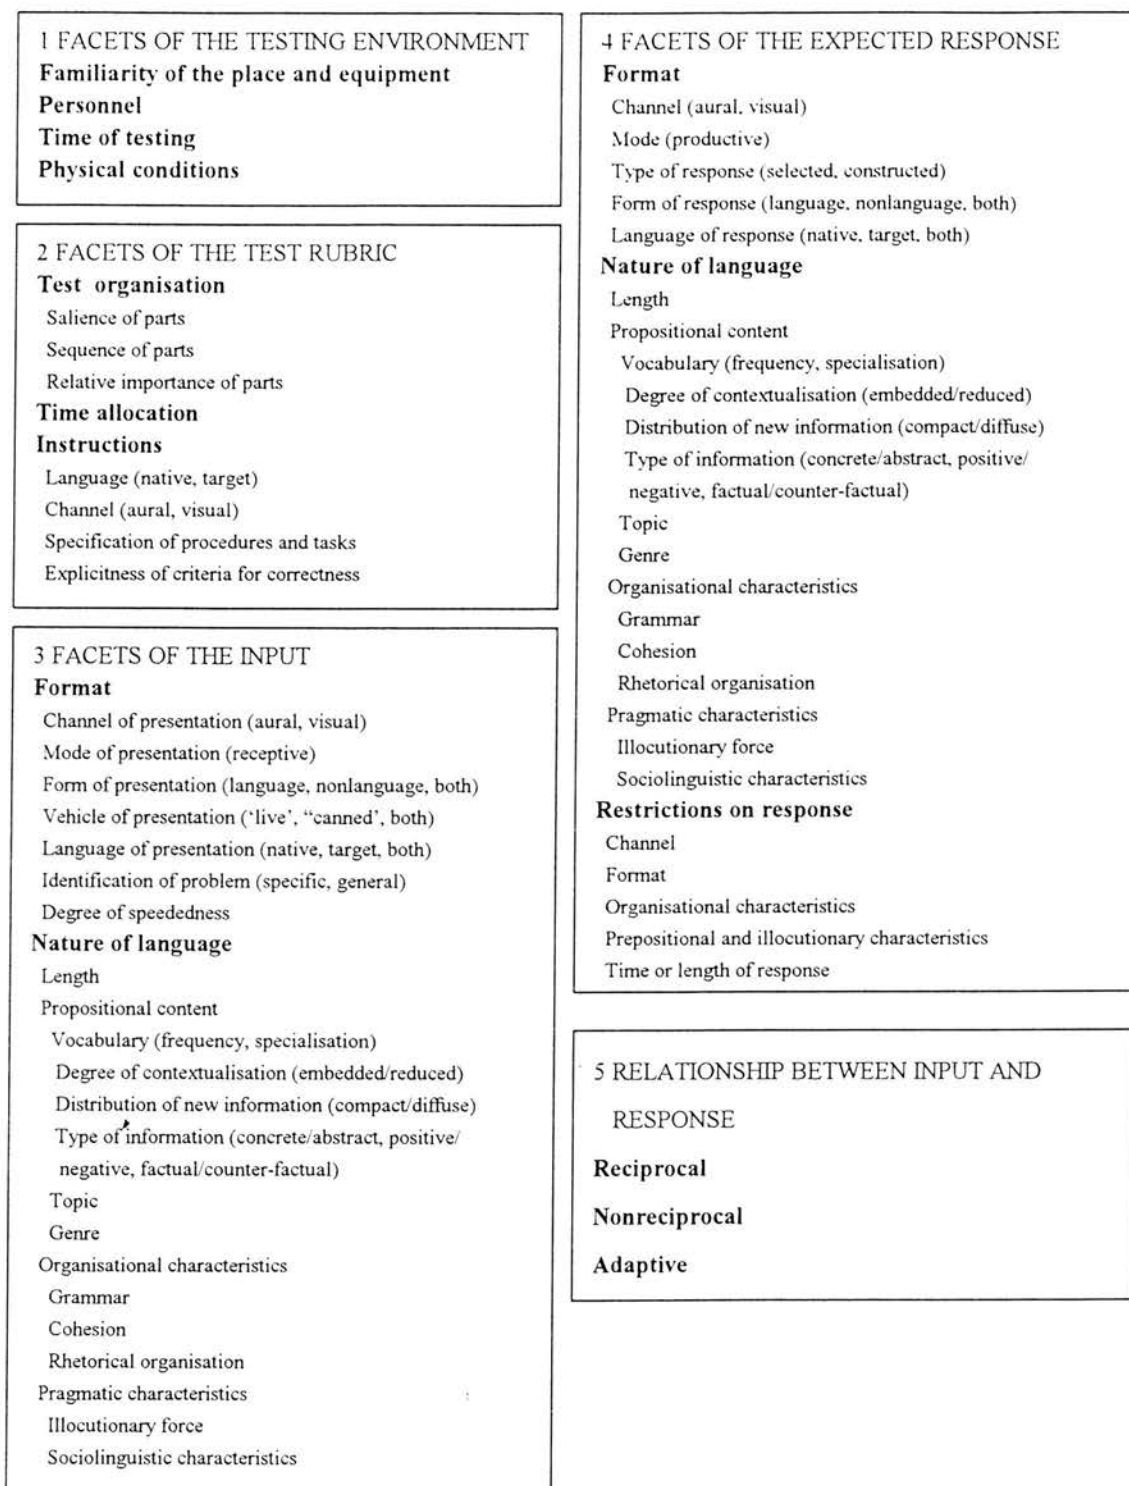 1 FACETS OF THE TESTING ENVIRONMENT
Familiarity of the place and equipment
Personnel
Time of testing
Physical conditions
2 FACETS OF THE TEST RUBRIC
Test organisation
Salience of parts
Sequence of parts
Relative importance of parts
Time allocation
Instructions
Language (native, target)
Channel (aural, visual)
Specification of procedures and tasks
Explicitness of criteria for correctness
3 FACETS OF THE INPUT
Format
Channel of presentation (aural, visual)
Mode of presentation (receptive)
Form of presentation (language, nonlanguage, both)
Vehicle of presentation ('live', "canned', both)
Language of presentation (native, target, both)
Identification of problem (specific, general)
Degree of speededness
Nature of language
Length
Propositional content
Vocabulary (frequency, specialisation)
Degree of contextualisation (embedded/reduced)
Distribution of new information (compact/diffuse)
Type of information (concrete/abstract, positive/
negative, factual/counter-factual)
Topic
Genre
Organisational characteristics
Grammar
Cohesion
Rhetorical organisation
Pragmatic characteristics
Illocutionary force
Sociolinguistic characteristics
4 FACETS OF THE EXPECTED RESPONSE
Format
Channel (aural, visual)
Mode (productive)
Type of response (selected, constructed)
Form of response (language, nonlanguage, both)
Language of response (native, target, both)
Nature of language
Length
Propositional content
Vocabulary (frequency, specialisation)
Degree of contextualisation (embedded/reduced)
Distribution of new information (compact/diffuse)
Type of information (concrete/abstract, positive/
negative, factual/counter-factual)
Topic
Genre
Organisational characteristics
Grammar
Cohesion
Rhetorical organisation
Pragmatic characteristics
Illocutionary force
Sociolinguistic characteristics
Restrictions on response
Channel
Format
Organisational characteristics
Prepositional and illocutionary characteristics
Time or length of response
5 RELATIONSHIP BETWEEN INPUT AND
RESPONSE
Reciprocal
Nonreciprocal
Adaptive